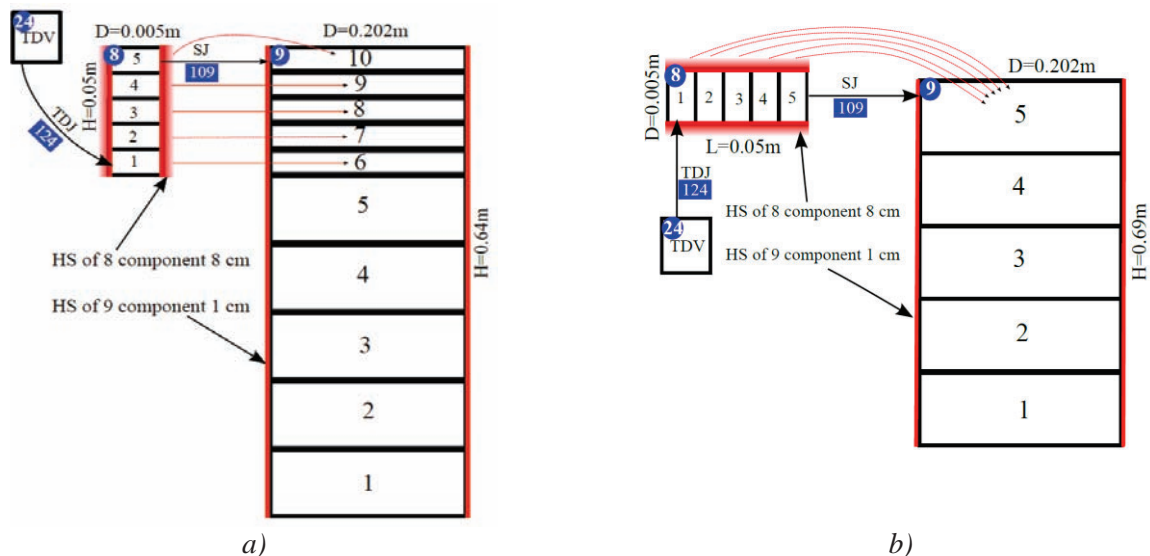 24
TDV
TDJ
124
D=0.005m
H=0.05m
8
5
4
3
2
1
SJ
109
D=0.202m
9
10
9
8
7
6
5
4
3
2
1
H=0.64m
HS of 8 component 8 cm
HS of 9 component 1 cm
a)
D=0.005m
8
1 2 3 4 5
L=0.05m
SJ
109
TDJ
124
24
TDV
HS of 8 component 8 cm
HS of 9 component 1 cm
D=0.202m
9
5
4
3
2
1
H=0.69m
b)